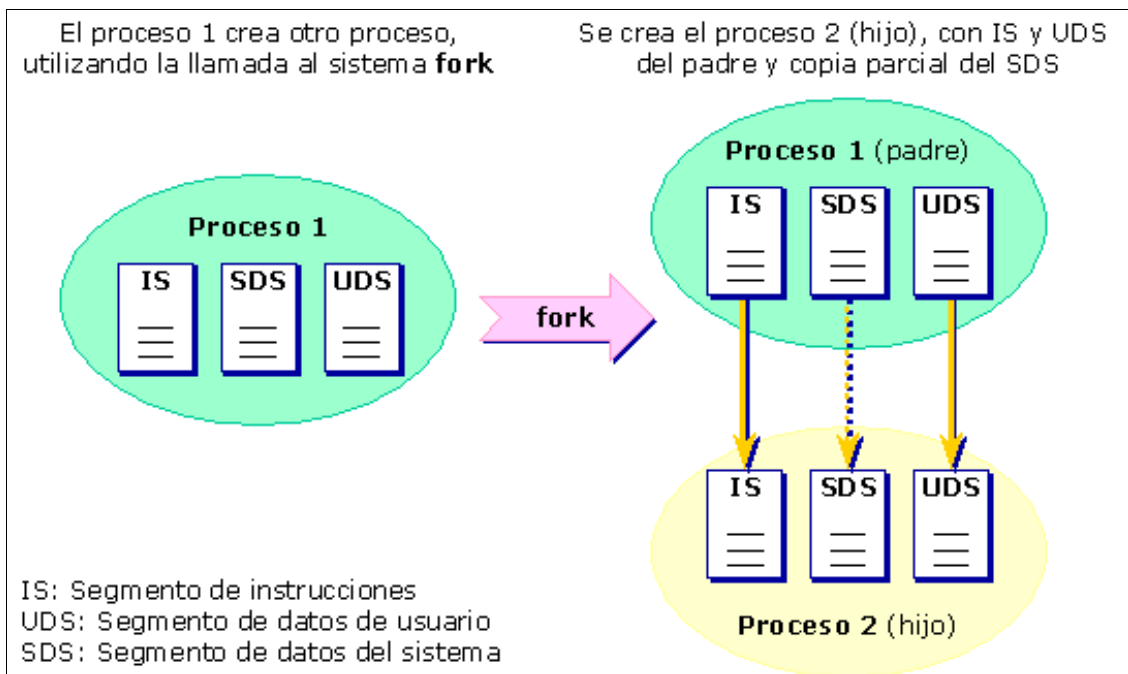 El proceso 1 crea otro proceso,
utilizando la llamada al sistema fork
Se crea el proceso 2 (hijo), con IS y UDS
del padre y copia parcial del SDS
Proceso 1
IS SDS UDS
fork
Proceso 1 (padre)
IS SDS UDS
IS SDS UDS
Proceso 2 (hijo)
IS: Segmento de instrucciones
UDS: Segmento de datos de usuario
SDS: Segmento de datos del sistema